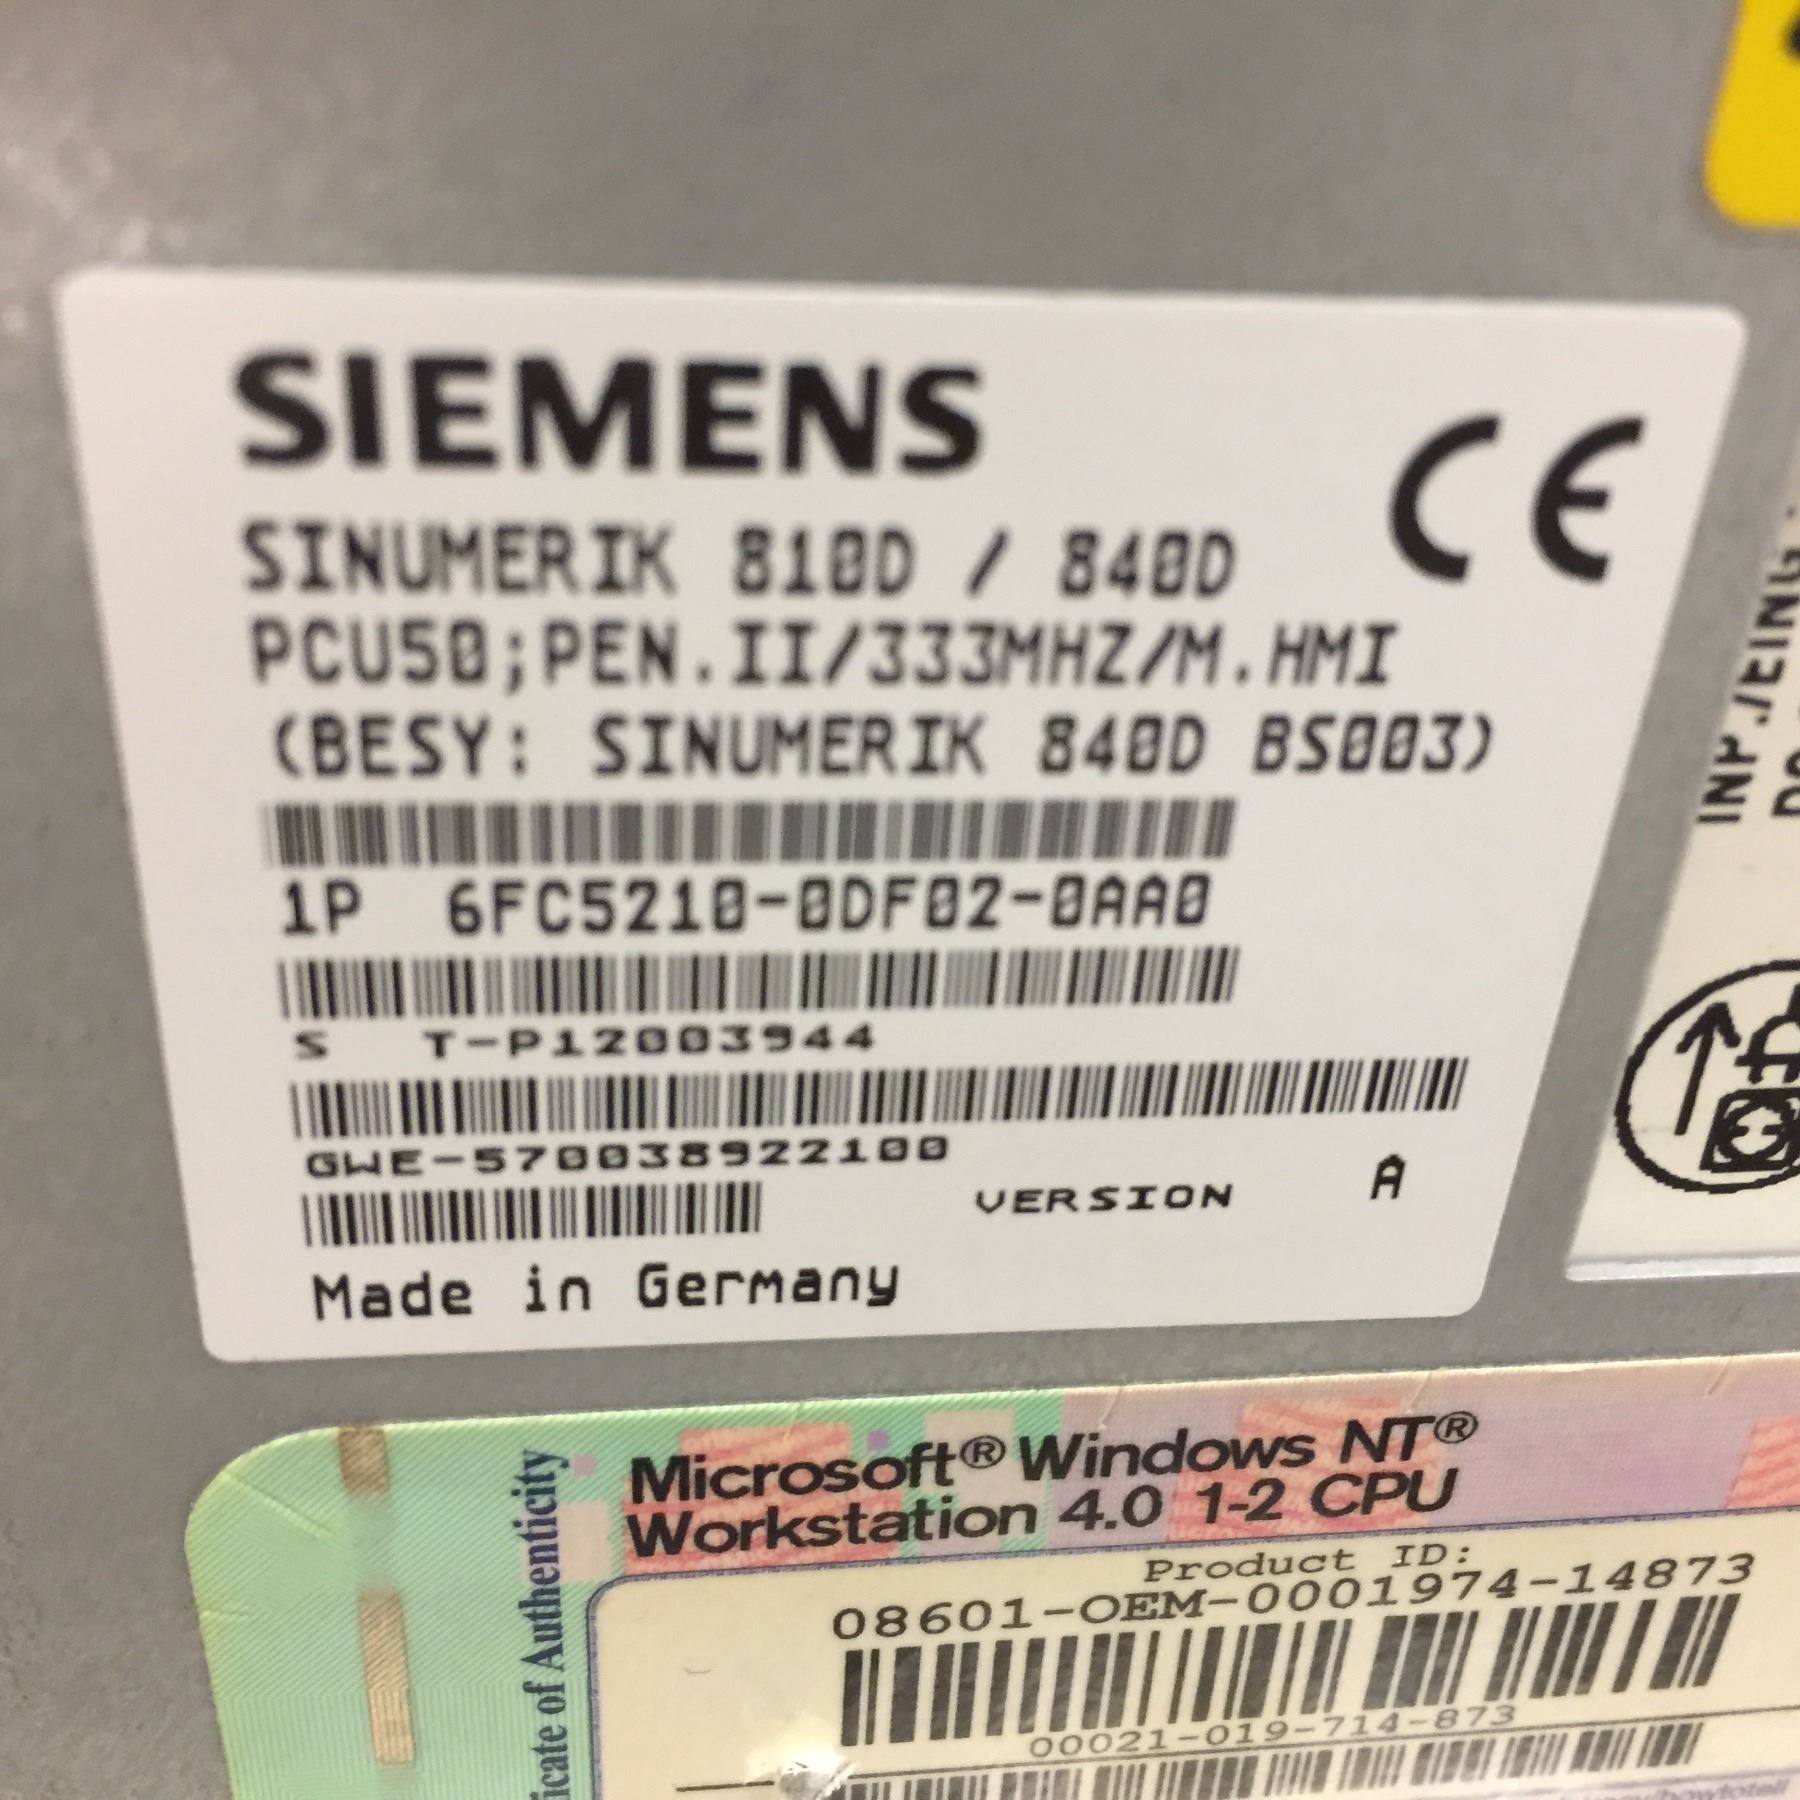 SIEMENS
CE
SINUMERIK 810D / 840D
PCU50;PEN.II/333MHZ/M.HMI
(BESY: SINUMERIK 840D BS003)
1P 6FC5210-0DF02-0AA0
S T-P12003944
GWE-570038922100
VERSION A
Made in Germany
INP./EING.
Microsoft® Windows NT®
Workstation 4.0 1-2 CPU
Product ID:
08601-OEM-0001974-14873
00021-019-714-873
of Authenticity